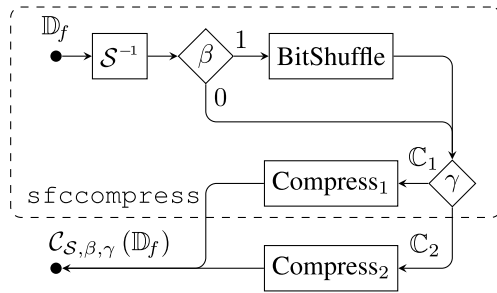 𝔻_f
𝒮⁻¹
β
1
BitShuffle
0
ℂ₁
γ
Compress₁
sfccompress
𝒞_{𝒮,β,γ} (𝔻_f)
ℂ₂
Compress₂